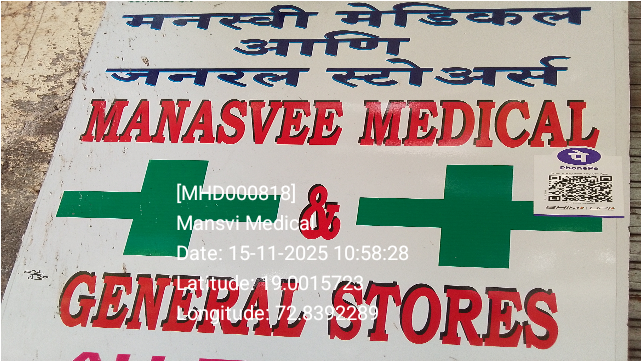 मनस्वी मेडिकल
आणि
जनरल स्टोअर्स
MANASVEE MEDICAL
PhonePe
[MHD000818]
&
Mansvi Medical
Date: 15-11-2025 10:58:28
Latitude: 19.0015723
GENERAL STORES
Longitude: 72.8392289